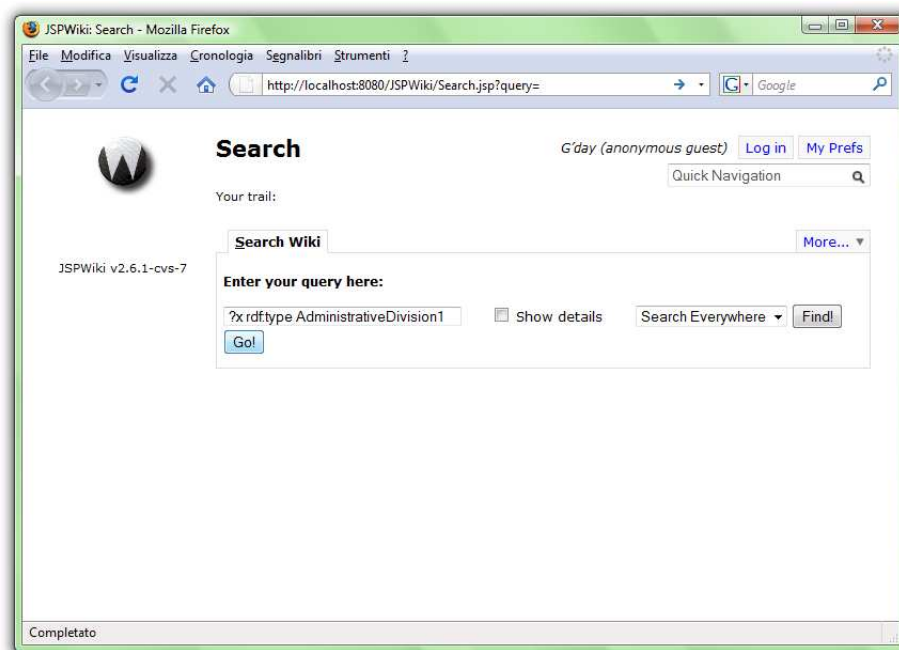 JSPWiki: Search - Mozilla Firefox
File Modifica Visualizza Cronologia Segnalibri Strumenti ?
http://localhost:8080/JSPWiki/Search.jsp?query= Google
Search
G'day (anonymous guest) Log in My Prefs
Quick Navigation
Your trail:
Search Wiki More...
JSPWiki v2.6.1-cvs-7
Enter your query here:
?x rdf:type AdministrativeDivision1 Show details Search Everywhere Find!
Go!
Completato